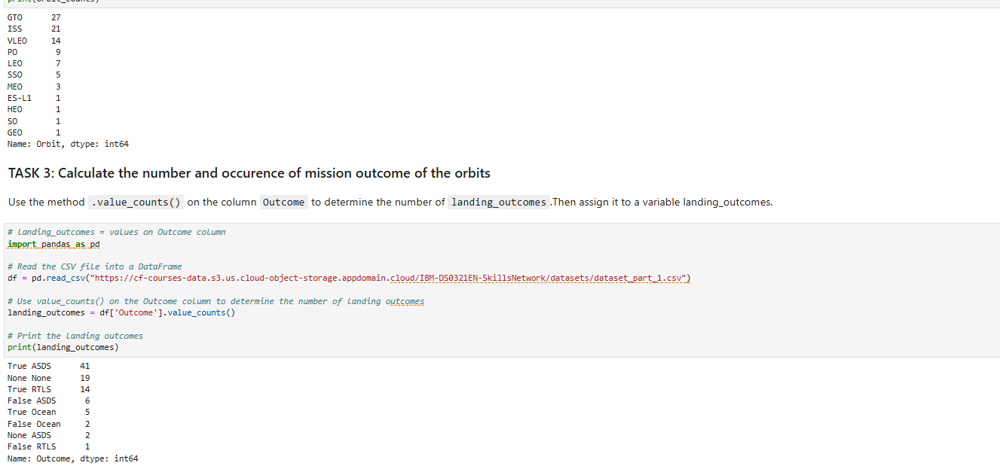 print(orbit_counts)
GTO 27
ISS 21
VLEO 14
PO 9
LEO 7
SSO 5
MEO 3
ES-L1 1
HEO 1
SO 1
GEO 1
Name: Orbit, dtype: int64
TASK 3: Calculate the number and occurence of mission outcome of the orbits
Use the method .value_counts() on the column Outcome to determine the number of landing_outcomes .Then assign it to a variable landing_outcomes.
# landing_outcomes = values on Outcome column
import pandas as pd
# Read the CSV file into a DataFrame
df = pd.read_csv("https://cf-courses-data.s3.us.cloud-object-storage.appdomain.cloud/IBM-DS0321EN-SkillsNetwork/datasets/dataset_part_1.csv")
# Use value_counts() on the Outcome column to determine the number of landing outcomes
landing_outcomes = df['Outcome'].value_counts()
# Print the landing outcomes
print(landing_outcomes)
True ASDS 41
None None 19
True RTLS 14
False ASDS 6
True Ocean 5
False Ocean 2
None ASDS 2
False RTLS 1
Name: Outcome, dtype: int64